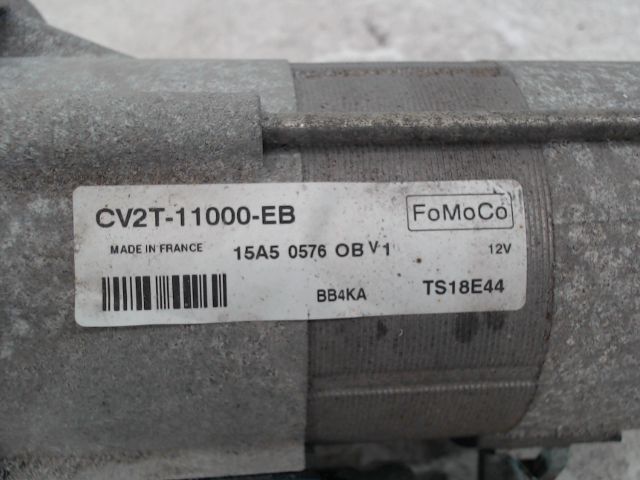 CV2T-11000-EB FoMoCo
MADE IN FRANCE 15A5 0576 OB V1 12V
BB4KA TS18E44